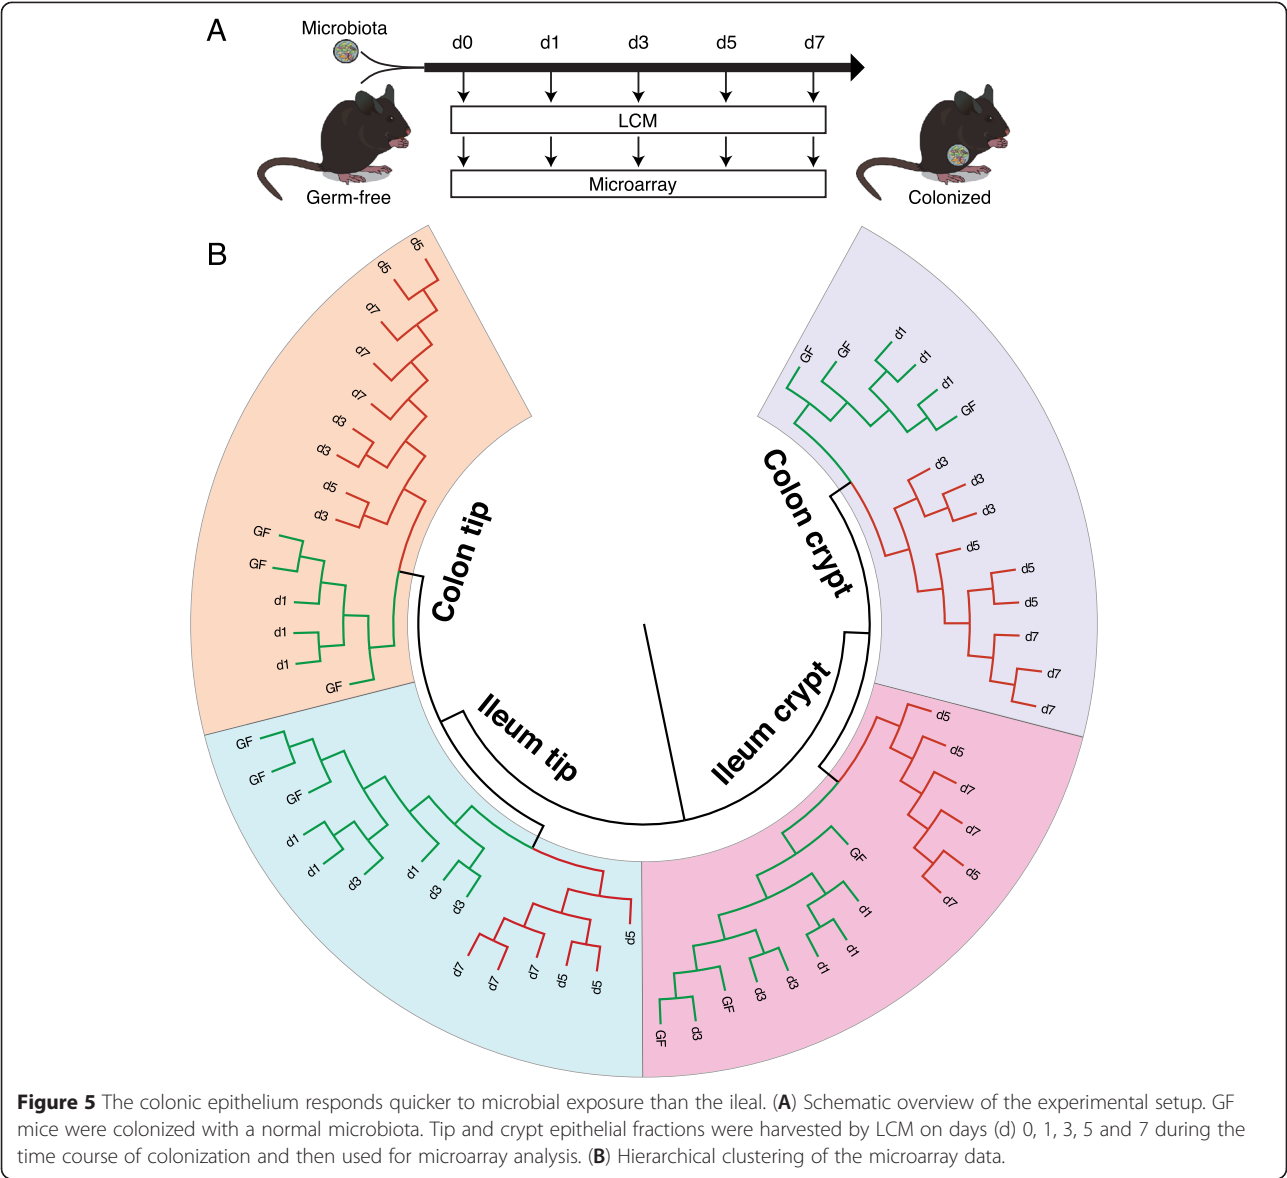 A
Microbiota
d0 d1 d3 d5 d7
LCM
Microarray
Germ-free
Colonized
B
d5
d5
d7
d7
d7
d3
d3
d5
d3
GF
GF
d1
d1
d1
GF
Colon tip
GF
GF
d1
d1
d1
GF
d3
d3
d3
d5
d5
d5
d7
d7
d7
Colon crypt
GF
GF
GF
d1
d1
d3
d1
d3
d3
d7
d7
d7
d5
d5
d5
Ileum tip
d5
d5
d7
d7
d5
d7
GF
d1
d1
d1
d3
d3
GF
d3
GF
Ileum crypt
Figure 5 The colonic epithelium responds quicker to microbial exposure than the ileal. (A) Schematic overview of the experimental setup. GF
mice were colonized with a normal microbiota. Tip and crypt epithelial fractions were harvested by LCM on days (d) 0, 1, 3, 5 and 7 during the
time course of colonization and then used for microarray analysis. (B) Hierarchical clustering of the microarray data.